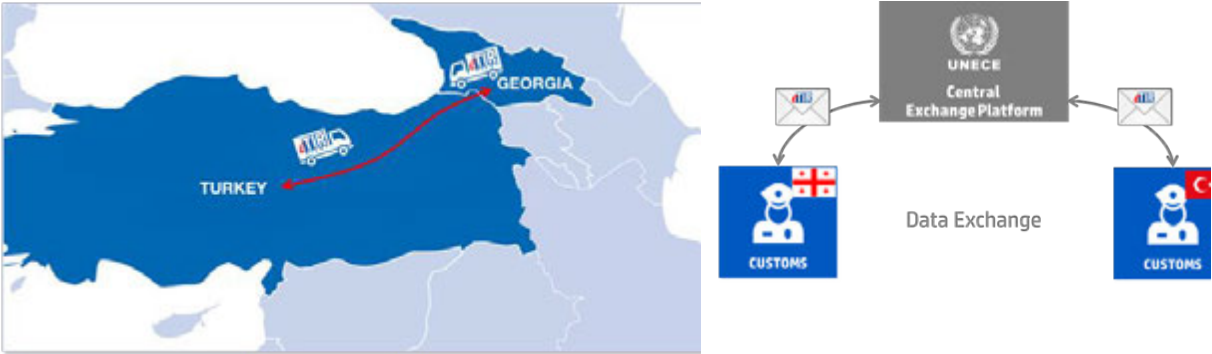 GEORGIA
TURKEY
UNECE
Central
Exchange Platform
Data Exchange
CUSTOMS
CUSTOMS